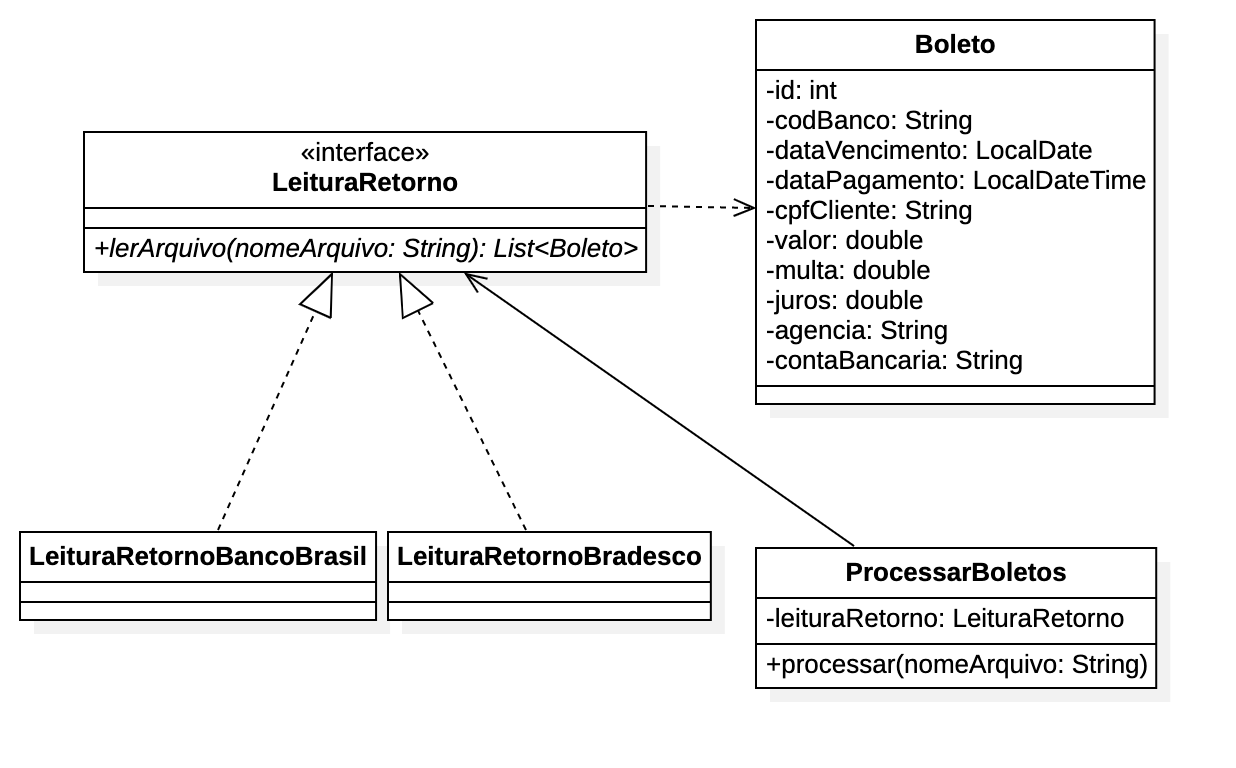 «interface»
LeituraRetorno
+lerArquivo(nomeArquivo: String): List<Boleto>
Boleto
-id: int
-codBanco: String
-dataVencimento: LocalDate
-dataPagamento: LocalDateTime
-cpfCliente: String
-valor: double
-multa: double
-juros: double
-agencia: String
-contaBancaria: String
LeituraRetornoBancoBrasil
LeituraRetornoBradesco
ProcessarBoletos
-leituraRetorno: LeituraRetorno
+processar(nomeArquivo: String)